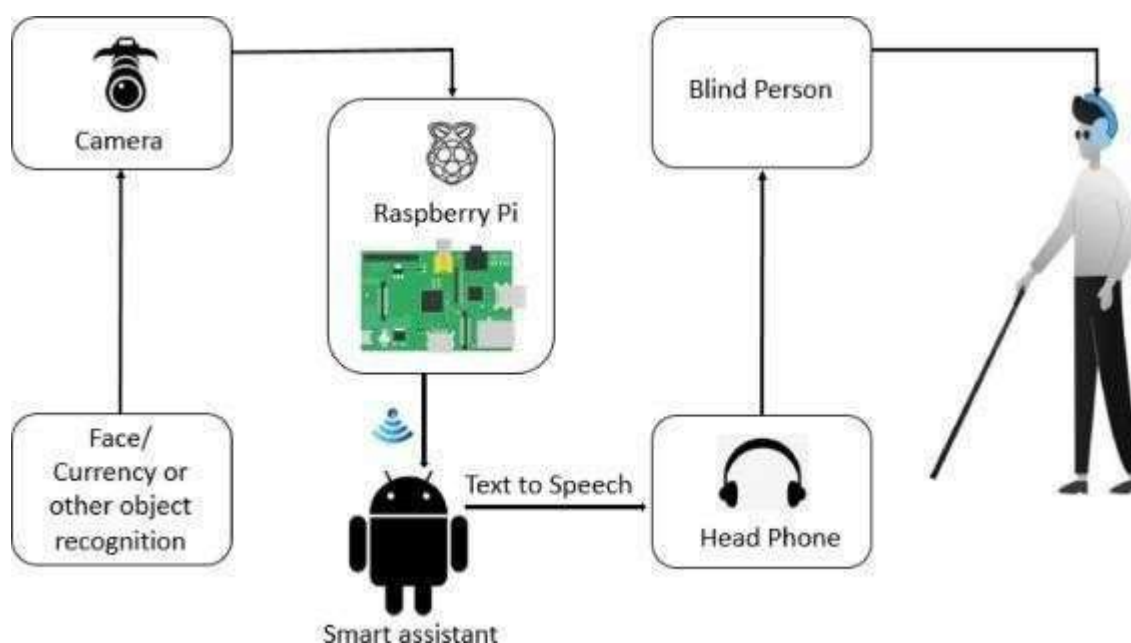 Camera
Raspberry Pi
Blind Person
Face/
Currency or
other object
recognition
Text to Speech
Head Phone
Smart assistant